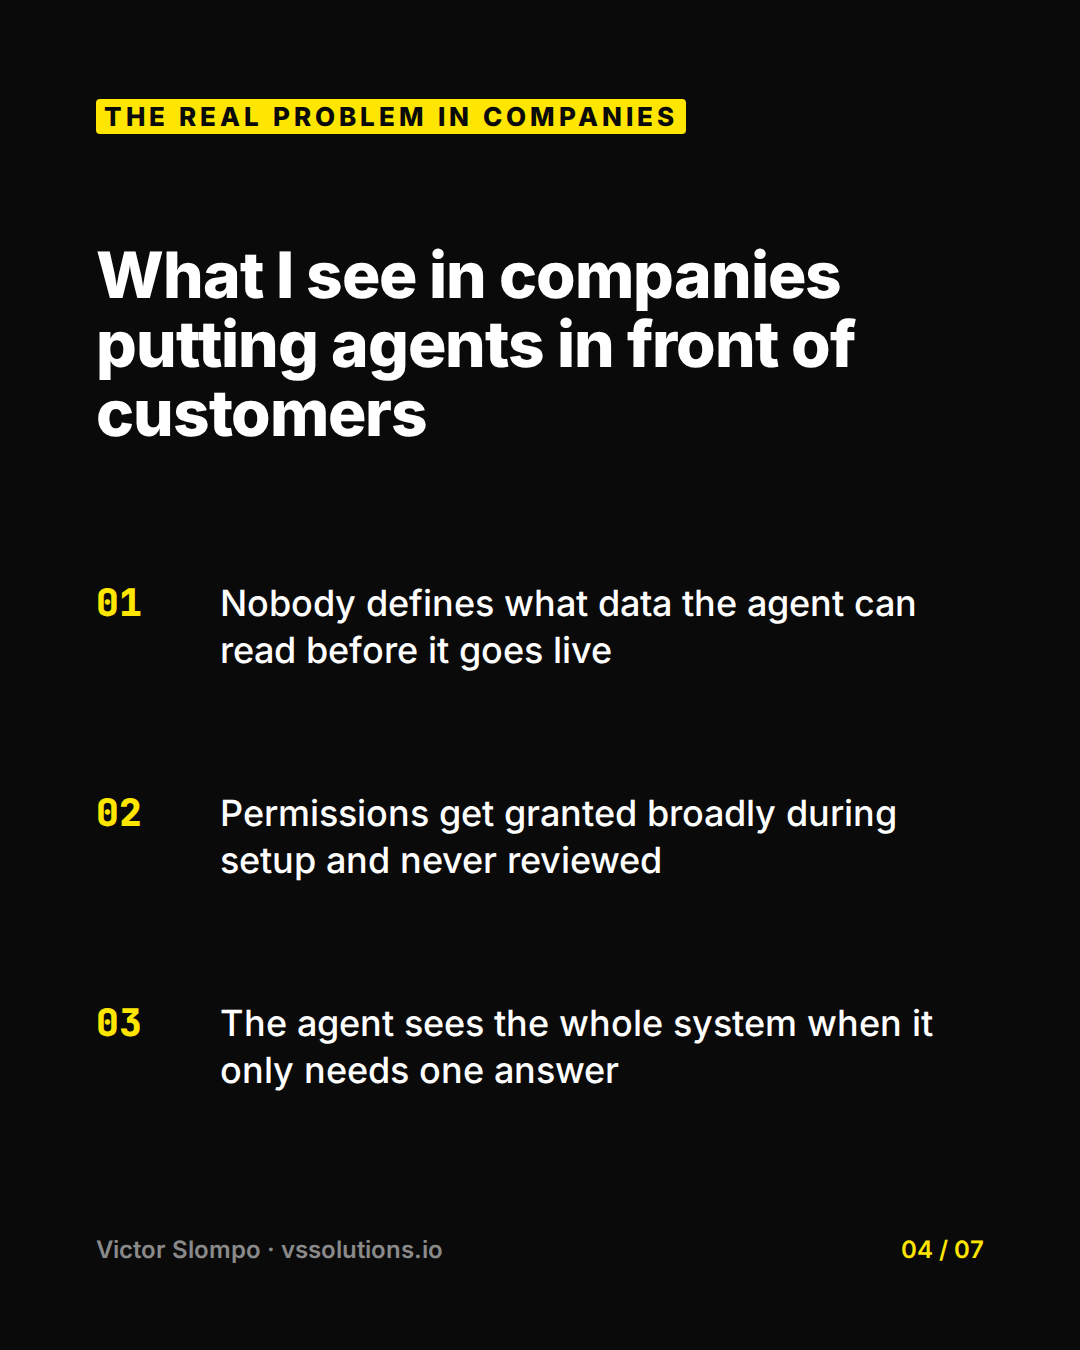 THE REAL PROBLEM IN COMPANIES
What I see in companies
putting agents in front of
customers
01 Nobody defines what data the agent can
read before it goes live
02 Permissions get granted broadly during
setup and never reviewed
03 The agent sees the whole system when it
only needs one answer
Victor Slompo · vssolutions.io 04 / 07